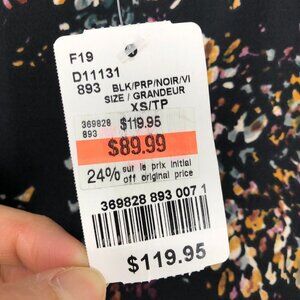 F19
D11131
893 BLK/PRP/NOIR/VI
SIZE / GRANDEUR
XS/TP
369828 $119.95
893
$89.99
24% sur le prix initial
off original price
369828 893 007 1
$119.95